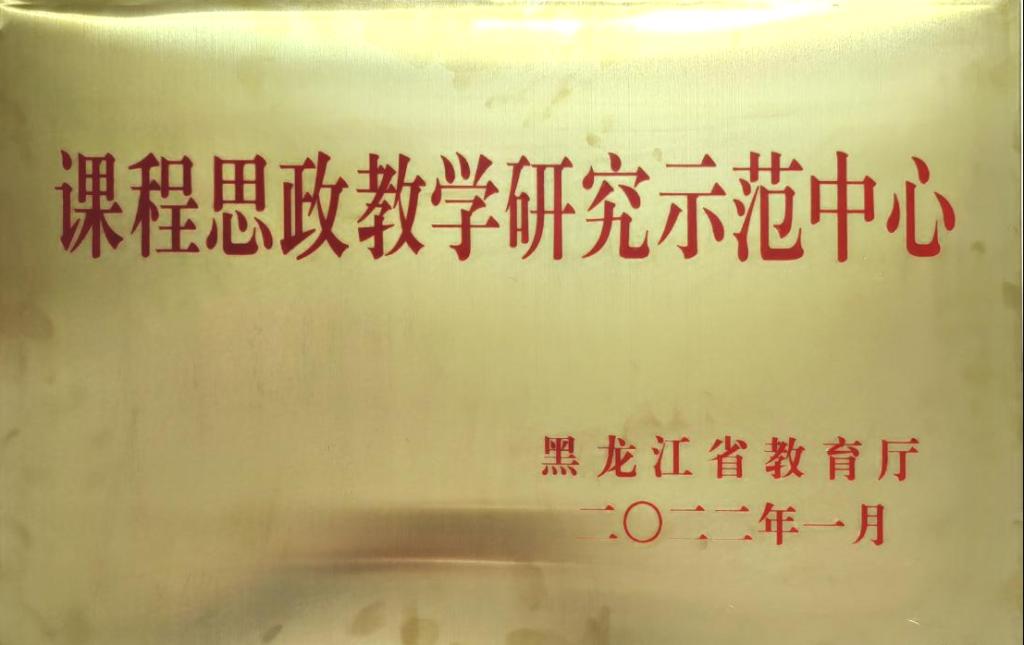 课程思政教学研究示范中心
黑龙江省教育厅
二〇二二年一月